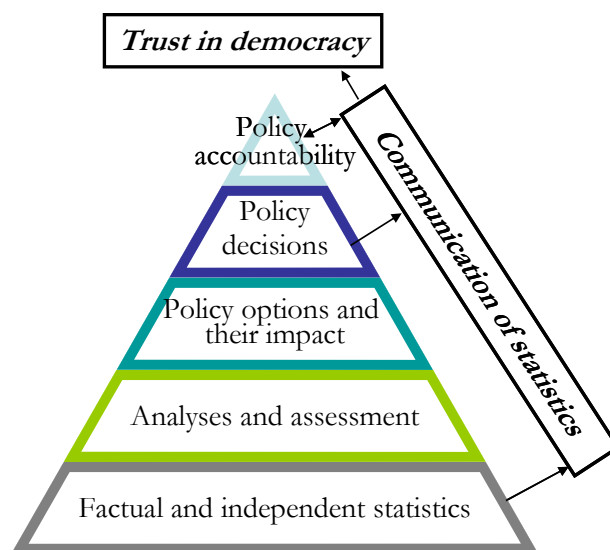 Trust in democracy
Policy
accountability
Policy
decisions
Policy options and
their impact
Analyses and assessment
Factual and independent statistics
Communication of statistics